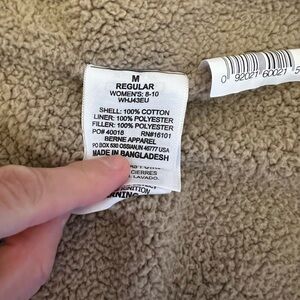 M
REGULAR
WOMEN'S: 8-10
WHJ43EU
SHELL: 100% COTTON
LINER: 100% POLYESTER
FILLER: 100% POLYESTER
PO# 40018 RN#16101
BERNE APPAREL
PO BOX 530 OSSIAN,IN 46777 USA
MADE IN BANGLADESH
CIERRES
LAVADO.
0 92021 60021 5